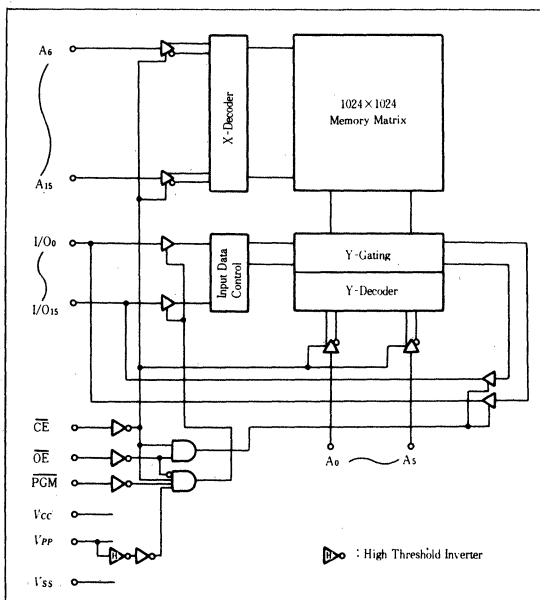 A6
X-Decoder
1024×1024
Memory Matrix
A15
I/O0
I/O15
Input Data
Control
Y-Gating
Y-Decoder
CE
OE
PGM
VCC
VPP
VSS
A0
A5
H
H
: High Threshold Inverter